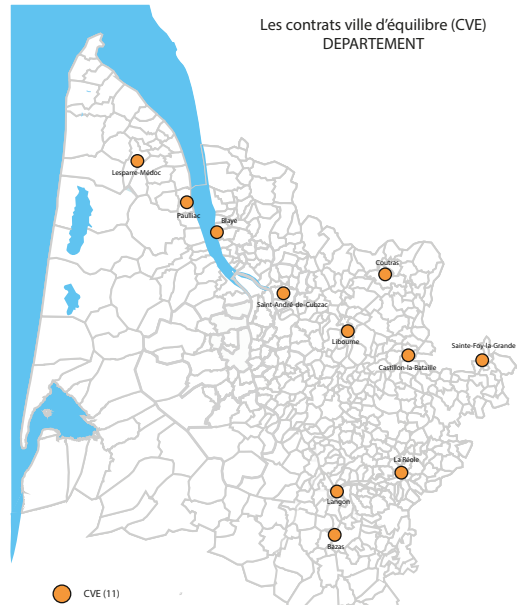 Les contrats ville d'équilibre (CVE)
DEPARTEMENT
Lesparre-Médoc
Paulliac
Blaye
Coutras
Saint-André-de-Cubzac
Libourne
Sainte-Foy-la-Grande
Castillon-la-Bataille
La Réole
Langon
Bazas
CVE (11)